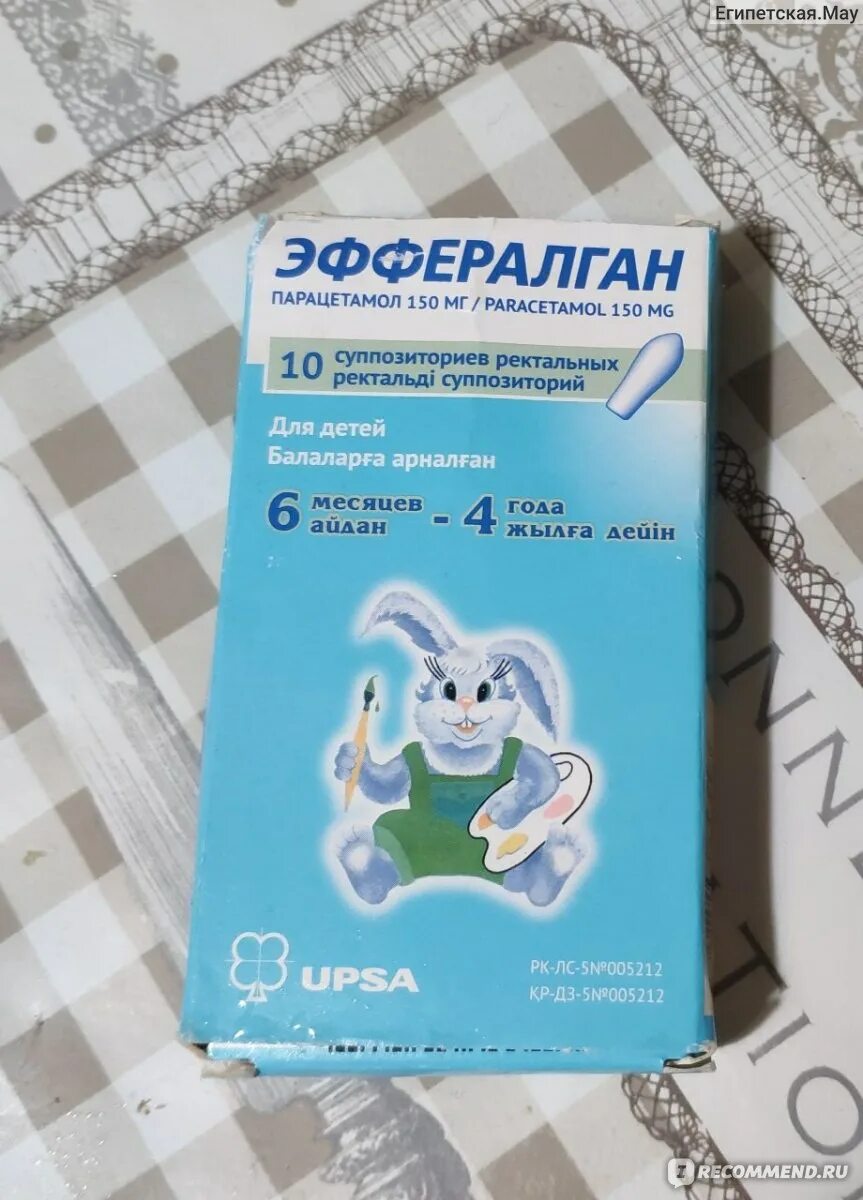 Египетская.Мау
ЭФФЕРАЛГАН
ПАРАЦЕТАМОЛ 150 МГ / PARACETAMOL 150 MG
10 суппозиториев ректальных
ректальді суппозиторий
Для детей
Балаларға арналған
6 месяцев - 4 года
айдан жылға дейін
UPSA
РК-ЛС-5№005212
КР-ДЗ-5№005212
IRECOMMEND.RU